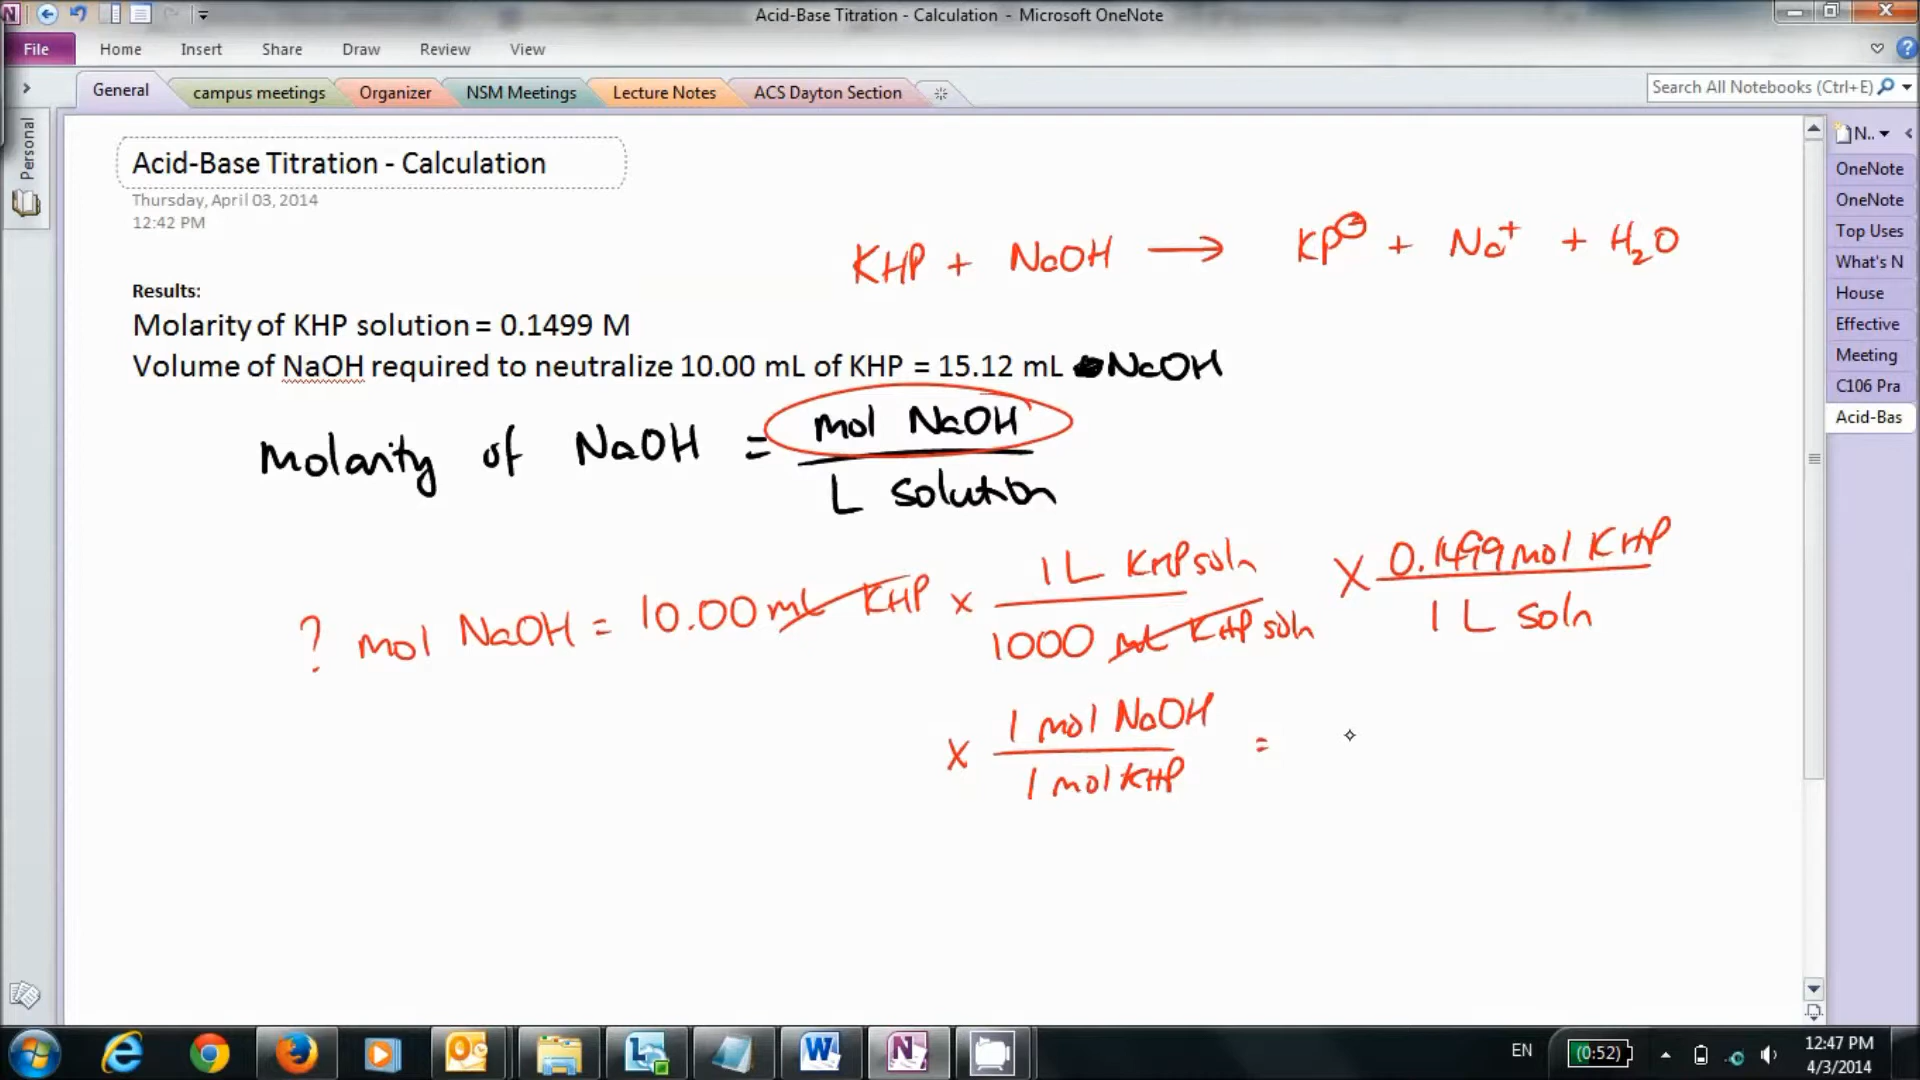 Acid-Base Titration - Calculation - Microsoft OneNote
File Home Insert Share Draw Review View
General campus meetings Organizer NSM Meetings Lecture Notes ACS Dayton Section
Search All Notebooks (Ctrl+E)
Personal
N..
OneNote
OneNote
Top Uses
What's N
House
Effective
Meeting
C106 Pra
Acid-Bas
Acid-Base Titration - Calculation
Thursday, April 03, 2014
12:42 PM
KHP + NaOH → KP⊖ + Na⁺ + H₂O
Results:
Molarity of KHP solution = 0.1499 M
Volume of NaOH required to neutralize 10.00 mL of KHP = 15.12 mL NaOH
Molarity of NaOH = mol NaOH
L solution
? mol NaOH = 10.00 mL KHP × 1 L KHP soln × 0.1499 mol KHP
1000 mL KHP soln 1 L soln
× 1 mol NaOH =
1 mol KHP
EN (0:52) 12:47 PM
4/3/2014